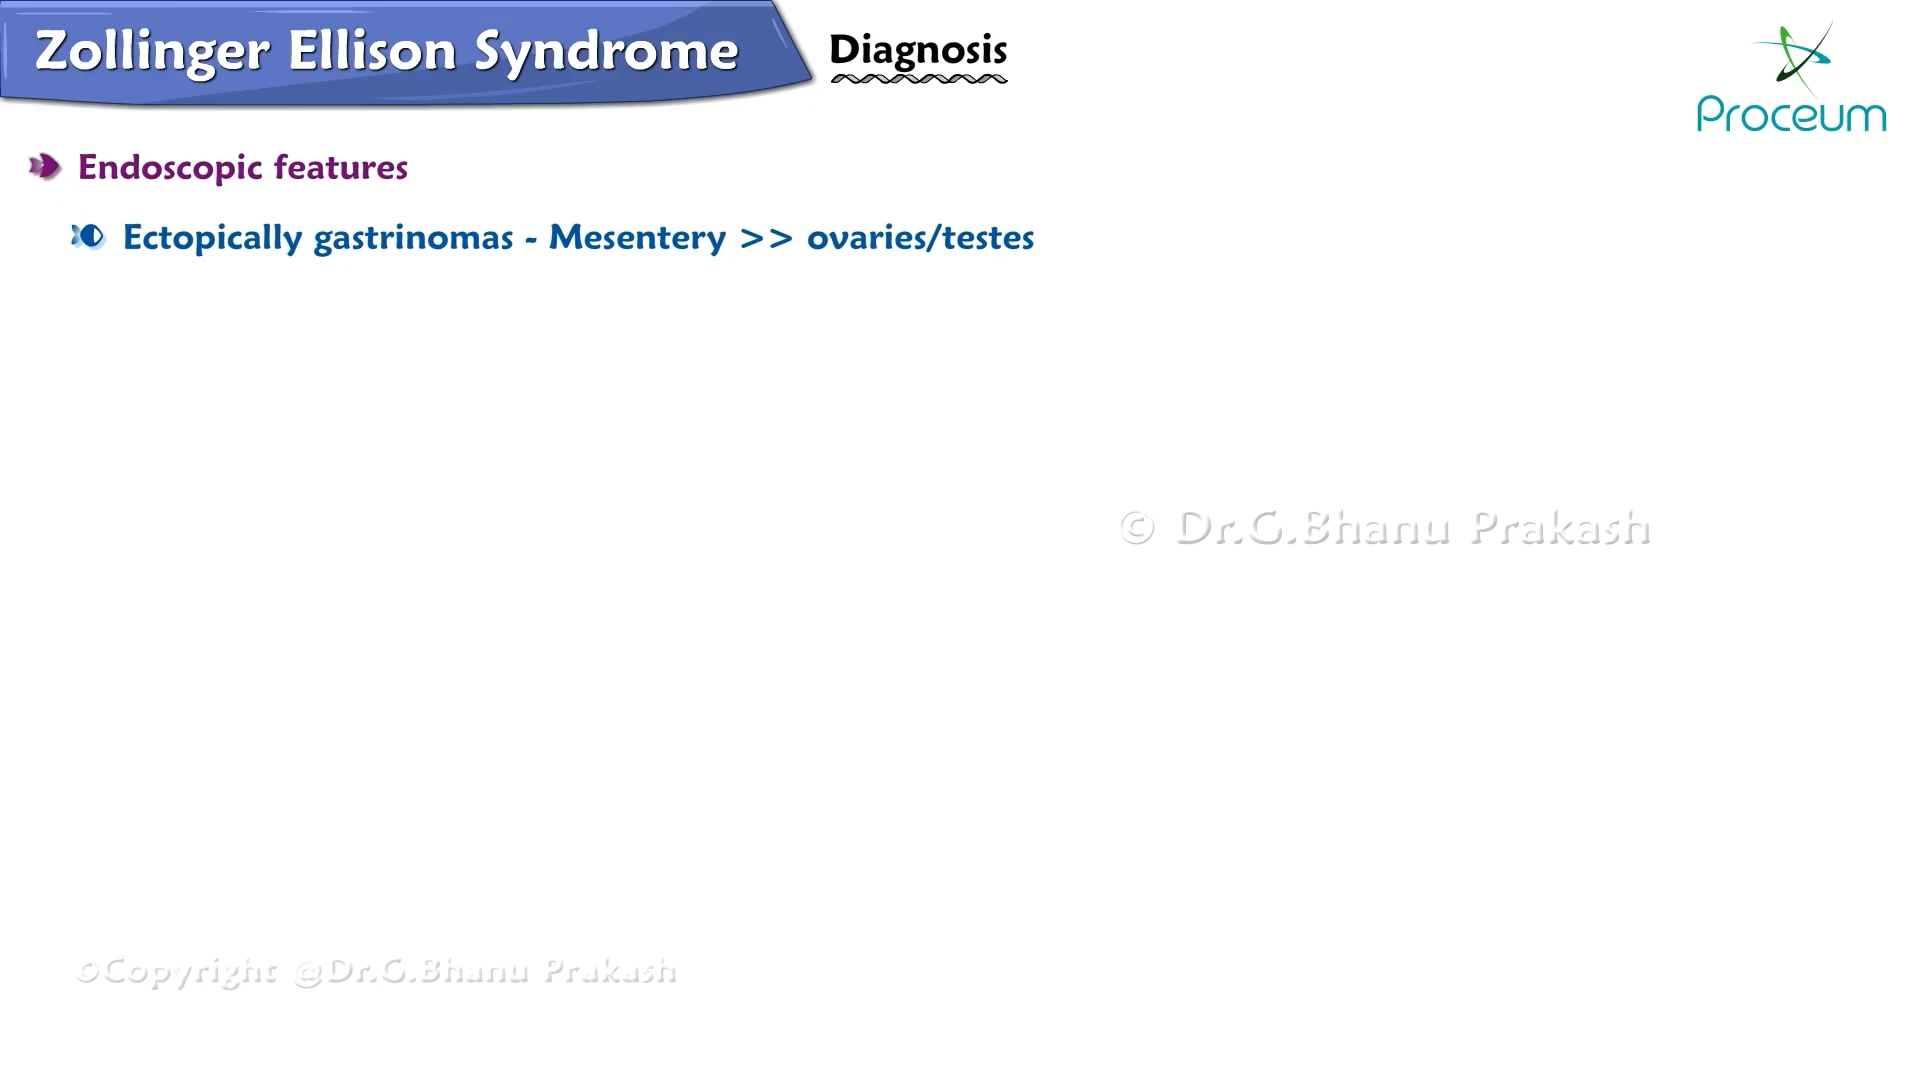 Zollinger Ellison Syndrome
Diagnosis
Proceum
Endoscopic features
Ectopically gastrinomas - Mesentery >> ovaries/testes
© Dr.G.Bhanu Prakash
©Copyright @Dr.G.Bhanu Prakash